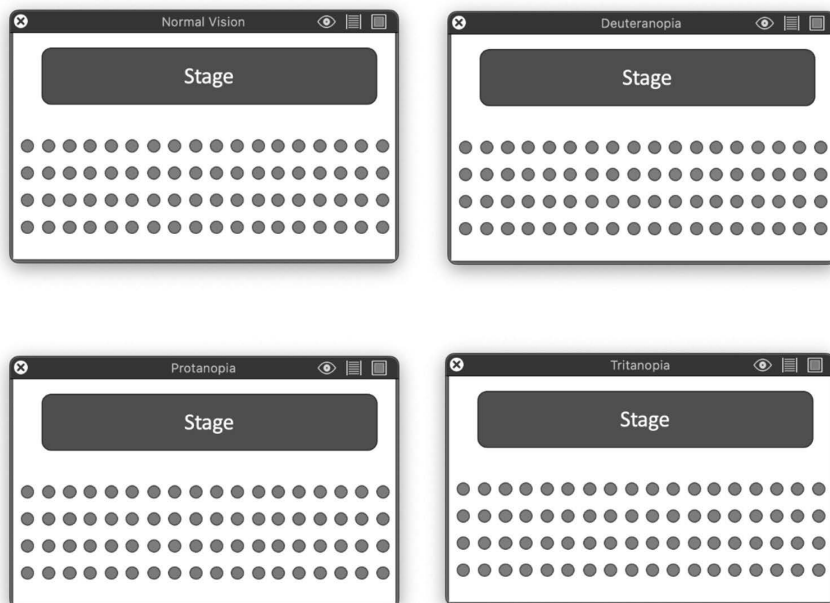 Normal Vision
Stage
Deuteranopia
Stage
Protanopia
Stage
Tritanopia
Stage